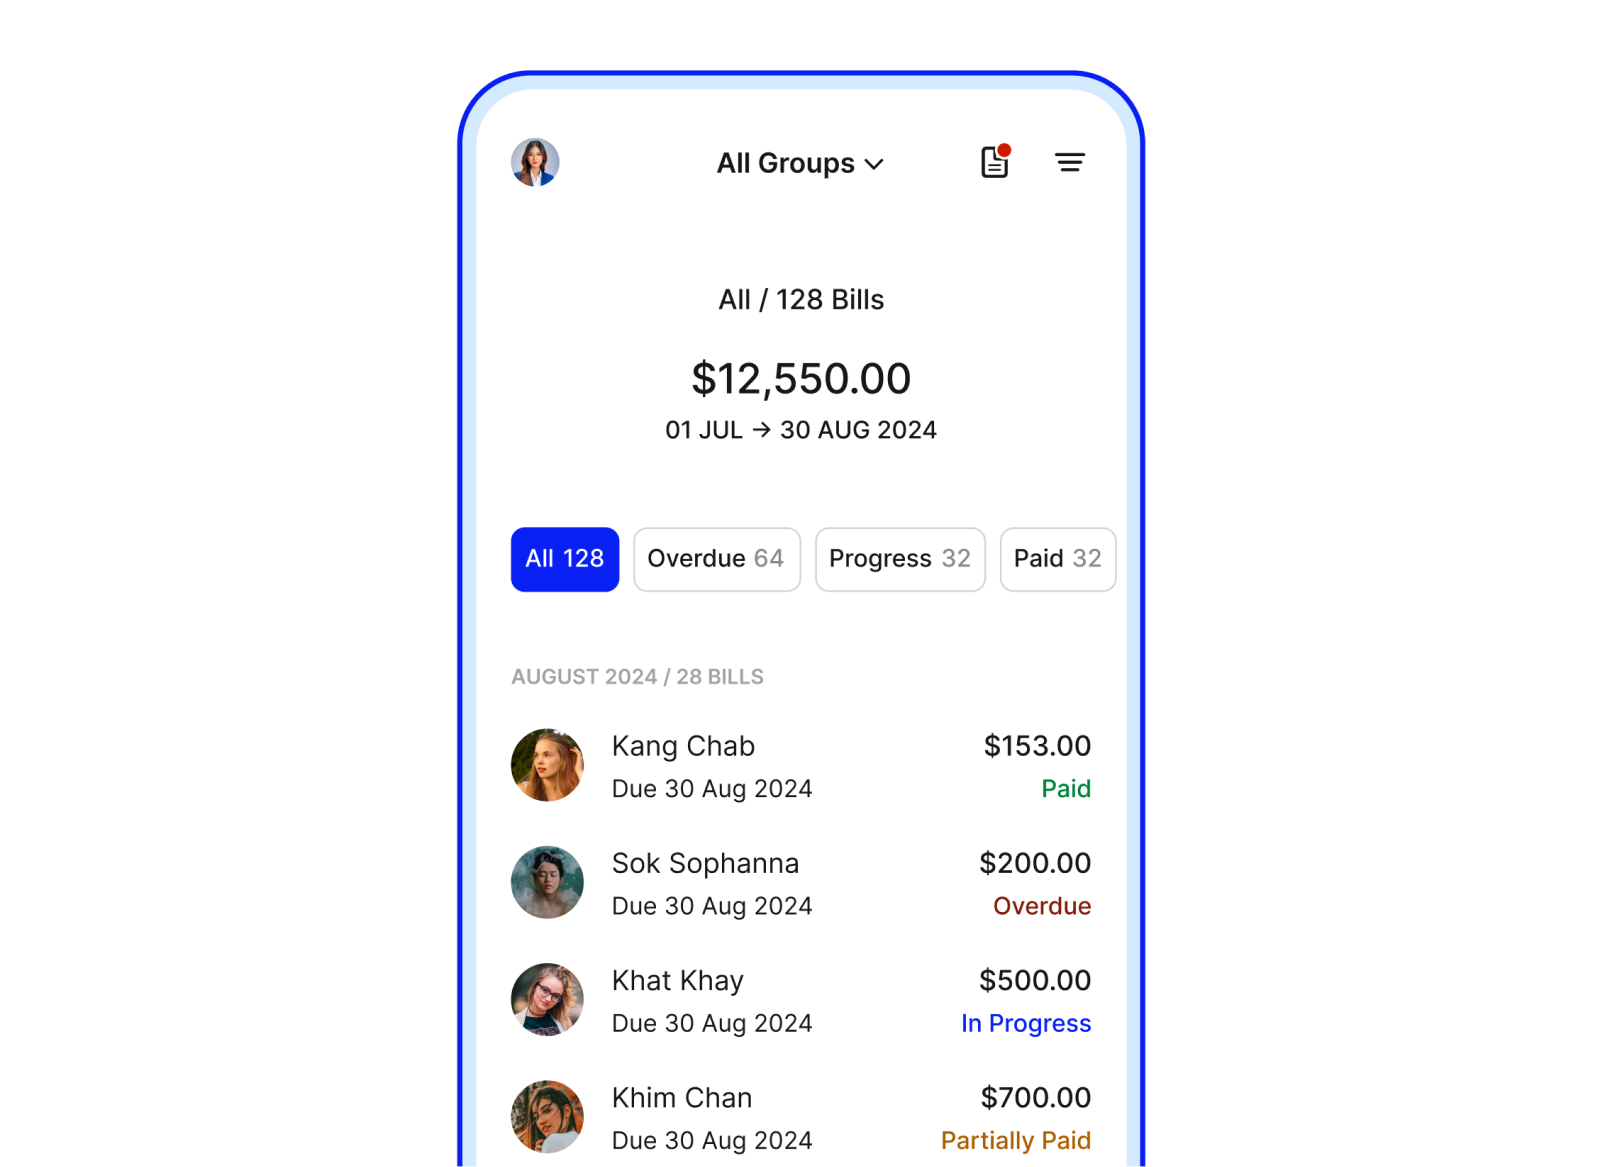 All Groups
All / 128 Bills
$12,550.00
01 JUL → 30 AUG 2024
All 128 Overdue 64 Progress 32 Paid 32
AUGUST 2024 / 28 BILLS
Kang Chab $153.00
Due 30 Aug 2024 Paid
Sok Sophanna $200.00
Due 30 Aug 2024 Overdue
Khat Khay $500.00
Due 30 Aug 2024 In Progress
Khim Chan $700.00
Due 30 Aug 2024 Partially Paid